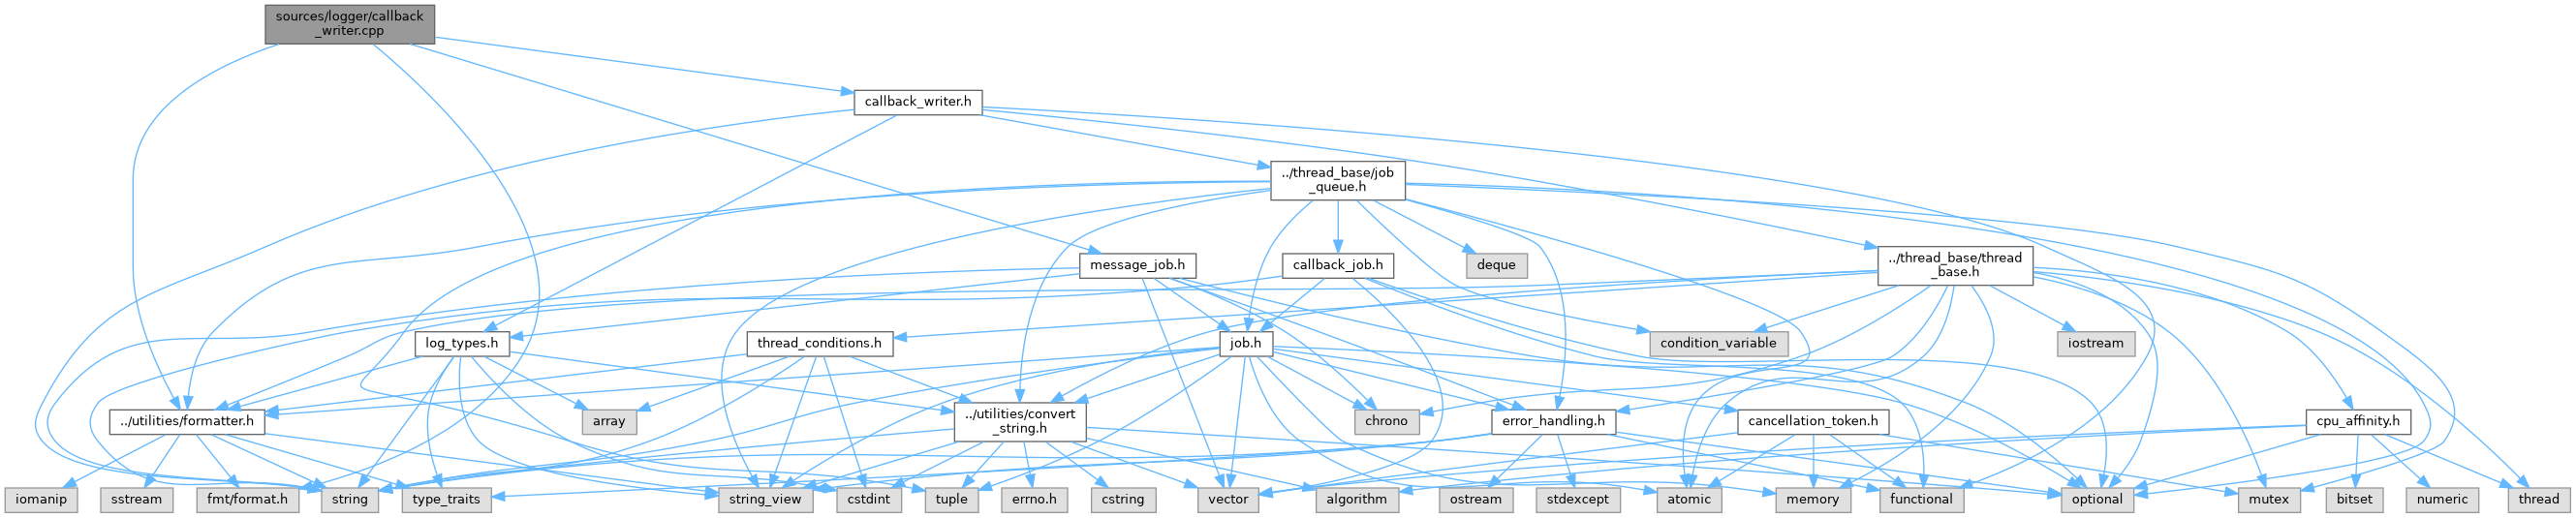 sources/logger/callback
_writer.cpp
callback_writer.h
../thread_base/job
_queue.h
message_job.h
callback_job.h
deque
../thread_base/thread
_base.h
log_types.h
thread_conditions.h
job.h
condition_variable
iostream
../utilities/formatter.h
array
../utilities/convert
_string.h
chrono
error_handling.h
cancellation_token.h
cpu_affinity.h
iomanip
sstream
fmt/format.h
string
type_traits
string_view
cstdint
tuple
errno.h
cstring
vector
algorithm
ostream
stdexcept
atomic
memory
functional
optional
mutex
bitset
numeric
thread